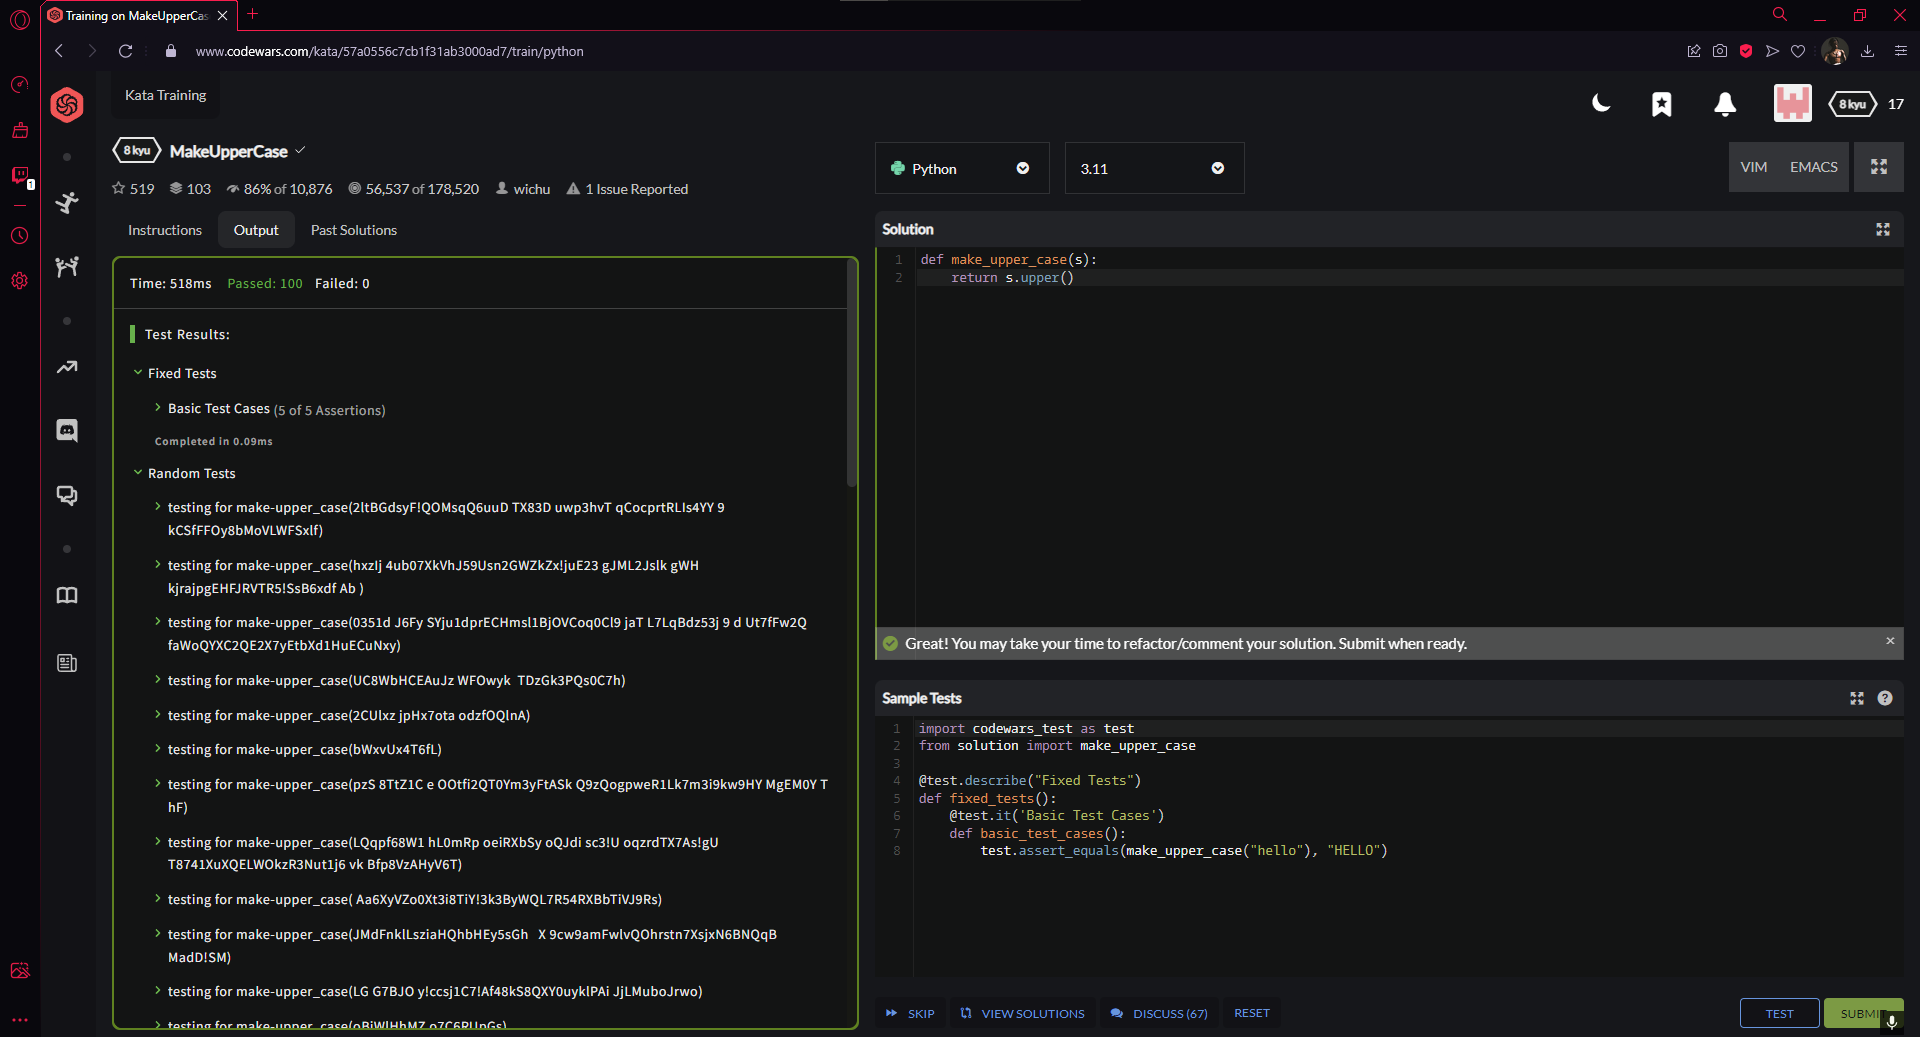 Training on MakeUpperCas
www.codewars.com/kata/57a0556c7cb1f31ab3000ad7/train/python
1
Kata Training
8 kyu 17
8 kyu MakeUpperCase
519 103 86% of 10,876 56,537 of 178,520 wichu 1 Issue Reported
Instructions Output Past Solutions
Time: 518ms Passed: 100 Failed: 0
Test Results:
Fixed Tests
Basic Test Cases (5 of 5 Assertions)
Completed in 0.09ms
Random Tests
testing for make-upper_case(2ltBGdsyF!QOMsqQ6uuD TX83D uwp3hvT qCocprtRLIs4YY 9
kCSfFFOy8bMoVLWFSxlf)
testing for make-upper_case(hxzIj 4ub07XkVhJ59Usn2GWZkZx!juE23 gJML2Jslk gWH
kjrajpgEHFJRVTR5!SsB6xdf Ab )
testing for make-upper_case(0351d J6Fy SYju1dprECHmsl1BjOVCoq0Cl9 jaT L7LqBdz53j 9 d Ut7fFw2Q
faWoQYXC2QE2X7yEtbXd1HuECuNxy)
testing for make-upper_case(UC8WbHCEAuJz WFOwyk  TDzGk3PQs0C7h)
testing for make-upper_case(2CUlxz jpHx7ota odzfOQlnA)
testing for make-upper_case(bWxvUx4T6fL)
testing for make-upper_case(pzS 8TtZ1C e OOtfi2QT0Ym3yFtASk Q9zQogpweR1Lk7m3i9kw9HY MgEM0Y T
hF)
testing for make-upper_case(LQqpf68W1 hL0mRp oeiRXbSy oQJdi sc3!U oqzrdTX7As!gU
T8741XuXQELWOkzR3Nut1j6 vk Bfp8VzAHyV6T)
testing for make-upper_case( Aa6XyVZo0Xt3i8TiY!3k3ByWQL7R54RXBbTiVJ9Rs)
testing for make-upper_case(JMdFnklLsziaHQhbHEy5sGh  X 9cw9amFwlvQOhrstn7XsjxN6BNQqB
MadD!SM)
testing for make-upper_case(LG G7BJO y!ccsj1C7!Af48kS8QXY0uyklPAi JjLMuboJrwo)
testing for make-upper_case(oBiWlHhMZ o7C6RUpGs)
Python 3.11 VIM EMACS
Solution
1 def make_upper_case(s):
2 return s.upper()
Great! You may take your time to refactor/comment your solution. Submit when ready.
Sample Tests
1 import codewars_test as test
2 from solution import make_upper_case
3
4 @test.describe("Fixed Tests")
5 def fixed_tests():
6 @test.it('Basic Test Cases')
7 def basic_test_cases():
8 test.assert_equals(make_upper_case("hello"), "HELLO")
SKIP VIEW SOLUTIONS DISCUSS (67) RESET TEST SUBMIT